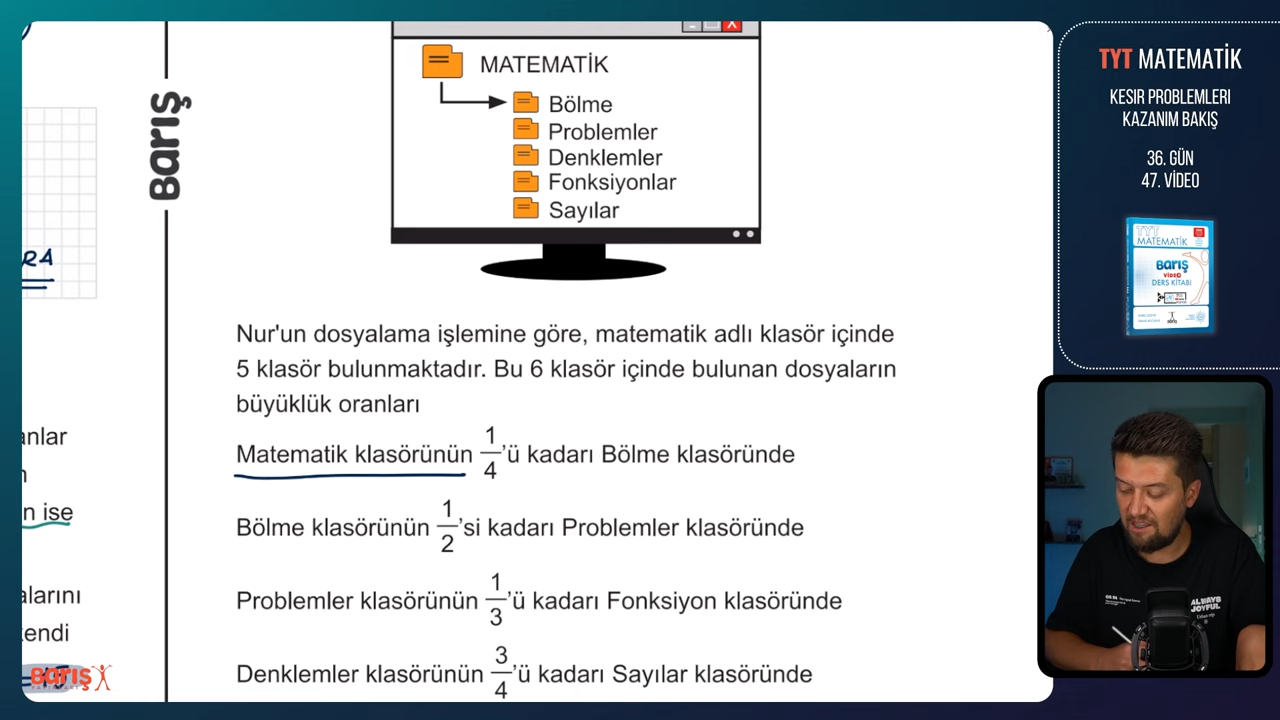 RA
anlar
n ise
alarını
kendi
Barış
Barış
MATEMATİK
Bölme
Problemler
Denklemler
Fonksiyonlar
Sayılar
Nur'un dosyalama işlemine göre, matematik adlı klasör içinde
5 klasör bulunmaktadır. Bu 6 klasör içinde bulunan dosyaların
büyüklük oranları
Matematik klasörünün 1/4'ü kadarı Bölme klasöründe
Bölme klasörünün 1/2'si kadarı Problemler klasöründe
Problemler klasörünün 1/3'ü kadarı Fonksiyon klasöründe
Denklemler klasörünün 3/4'ü kadarı Sayılar klasöründe
TYT MATEMATİK
KESIR PROBLEMLERI
KAZANIM BAKIŞ
36. GÜN
47. VİDEO
TYT
MATEMATİK
Barış
VİDEO
DERS KİTABI
ALWAYS
JOYFUL.